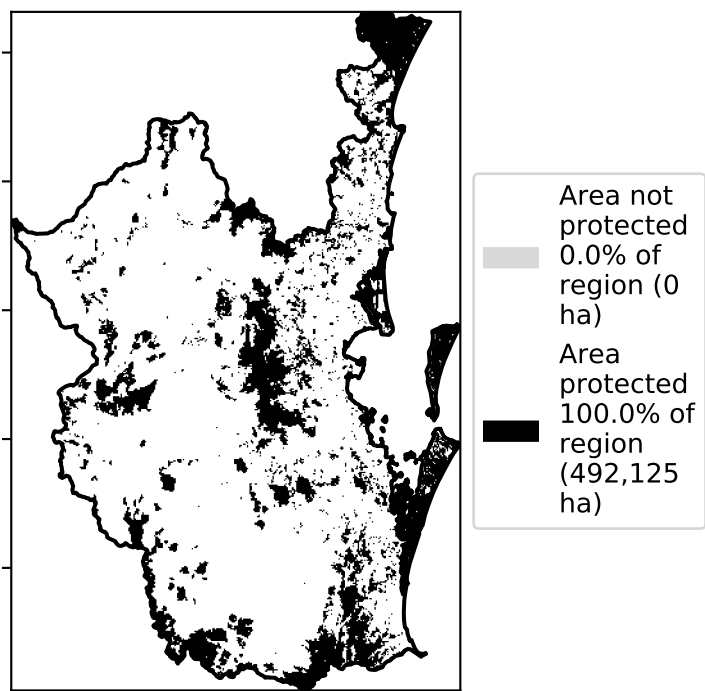 Area not
protected
0.0% of
region (0
ha)
Area
protected
100.0% of
region
(492,125
ha)